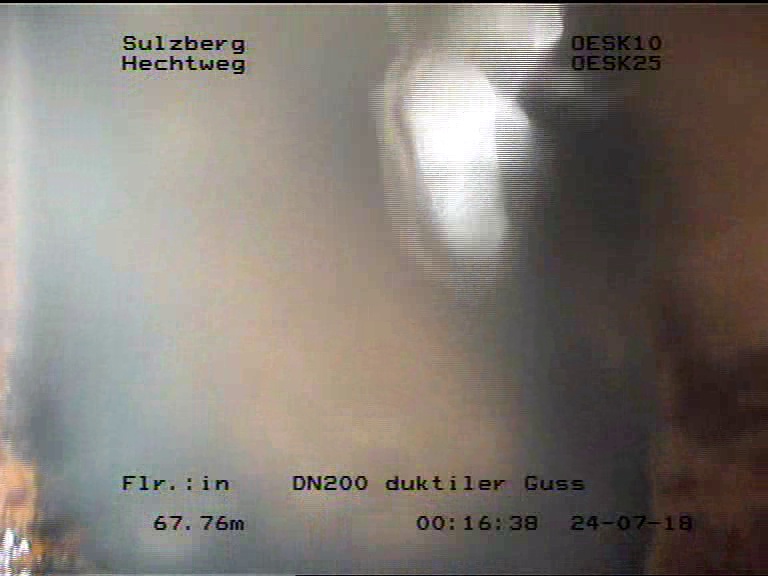 Sulzberg OESK10
Hechtweg OESK25
Flr.:in DN200 duktiler Guss
67.76m 00:16:38 24-07-18